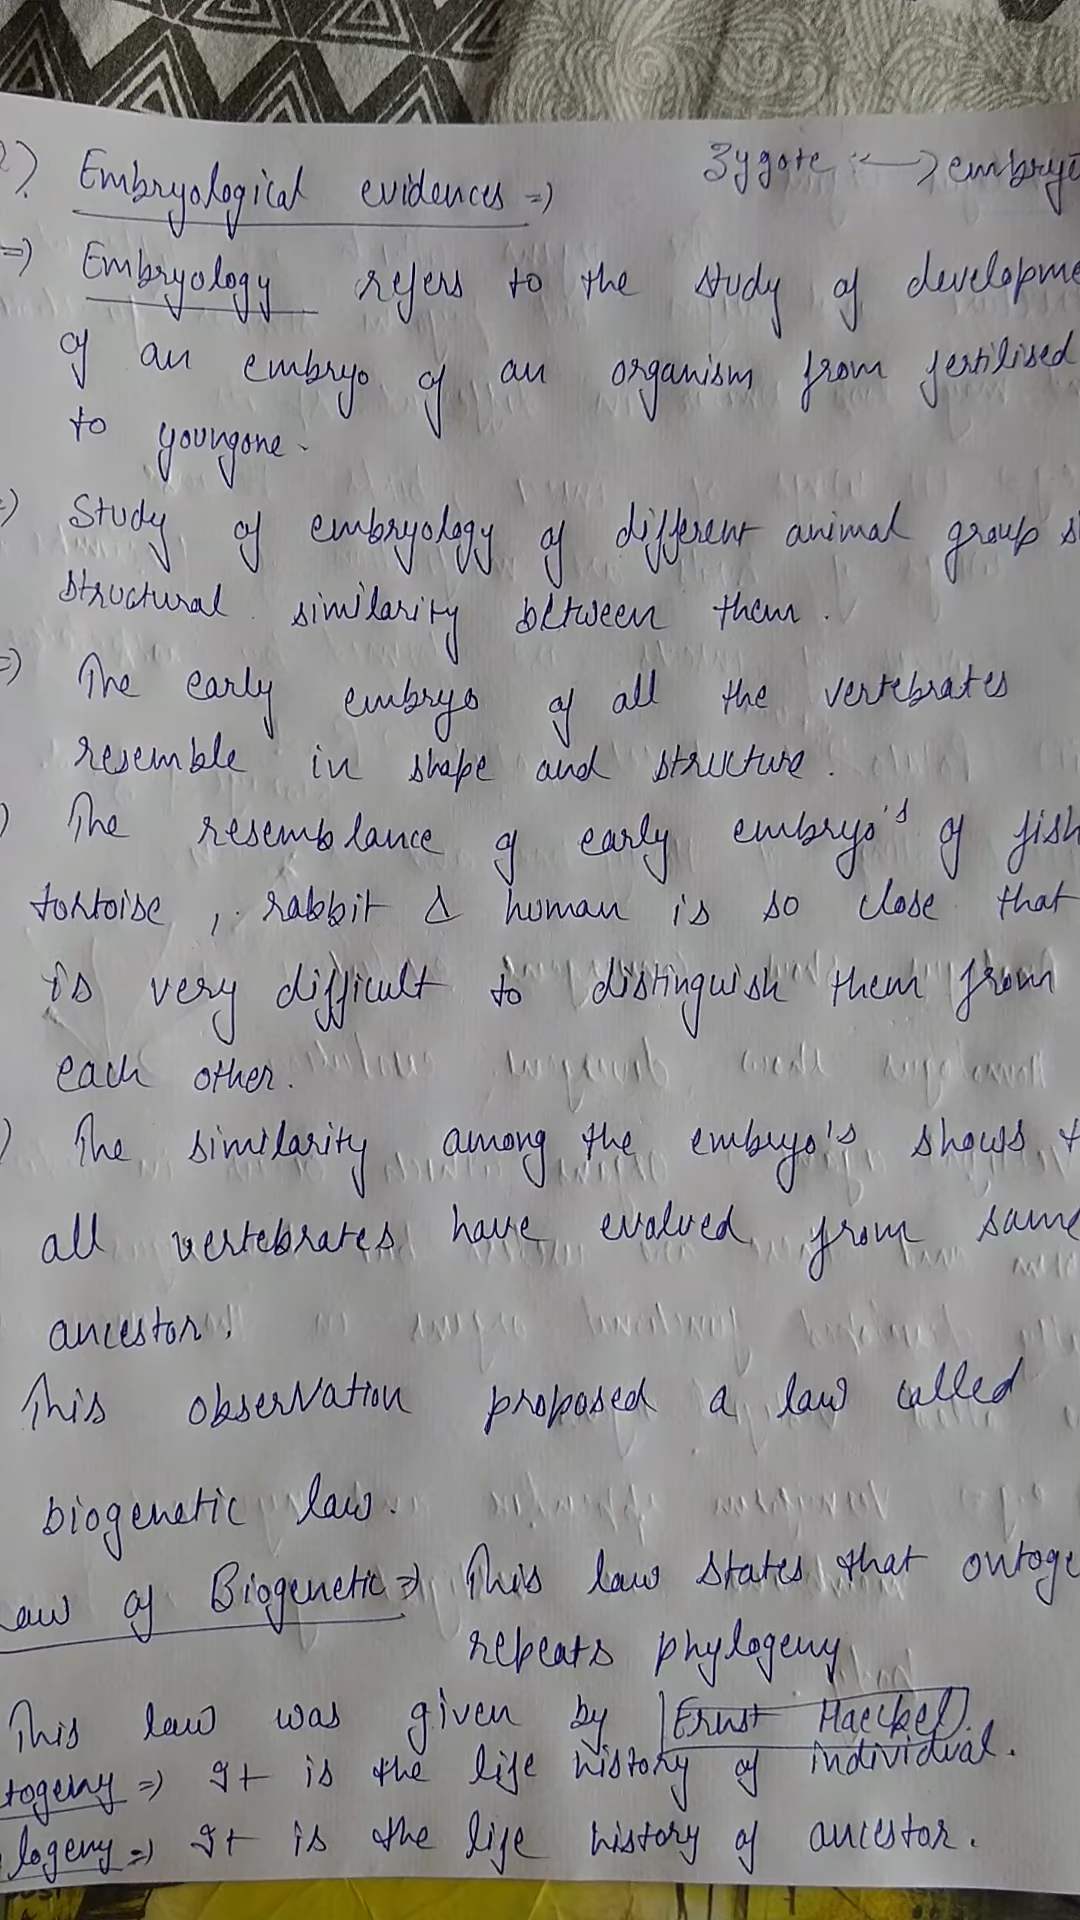 Embryological evidences =>
Zygote <—> embryo
=> Embryology refers to the study of developme
of an embryo of an organism from fertilised
to youngone.
=> Study of embryology of different animal group s
structural similarity between them.
=> The early embryo of all the vertebrates
resemble in shape and structure.
) The resemblance of early embryo's of fish
tortoise, rabbit & human is so close that
is very difficult to distinguish them from
each other.
) The similarity among the embryo's shows t
all vertebrates have evolved from same
ancestor.
This observation proposed a law called
biogenetic law.
Law of Biogenetic => This law states that ontoge
repeats phylogeny
This law was given by Ernst Haeckel.
togeny => It is the life history of individual.
logeny => It is the life history of ancestor.